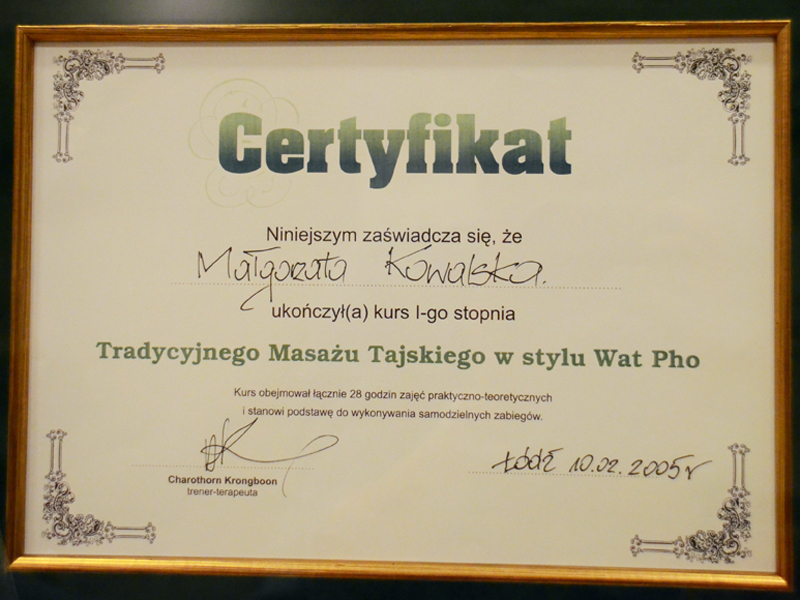 Certyfikat
Niniejszym zaświadcza się, że
Małgorzata Kowalska.
ukończył(a) kurs I-go stopnia
Tradycyjnego Masażu Tajskiego w stylu Wat Pho
Kurs obejmował łącznie 28 godzin zajęć praktyczno-teoretycznych
i stanowi podstawę do wykonywania samodzielnych zabiegów.
Łódź 10.02.2005r
Charothorn Krongboon
trener-terapeuta